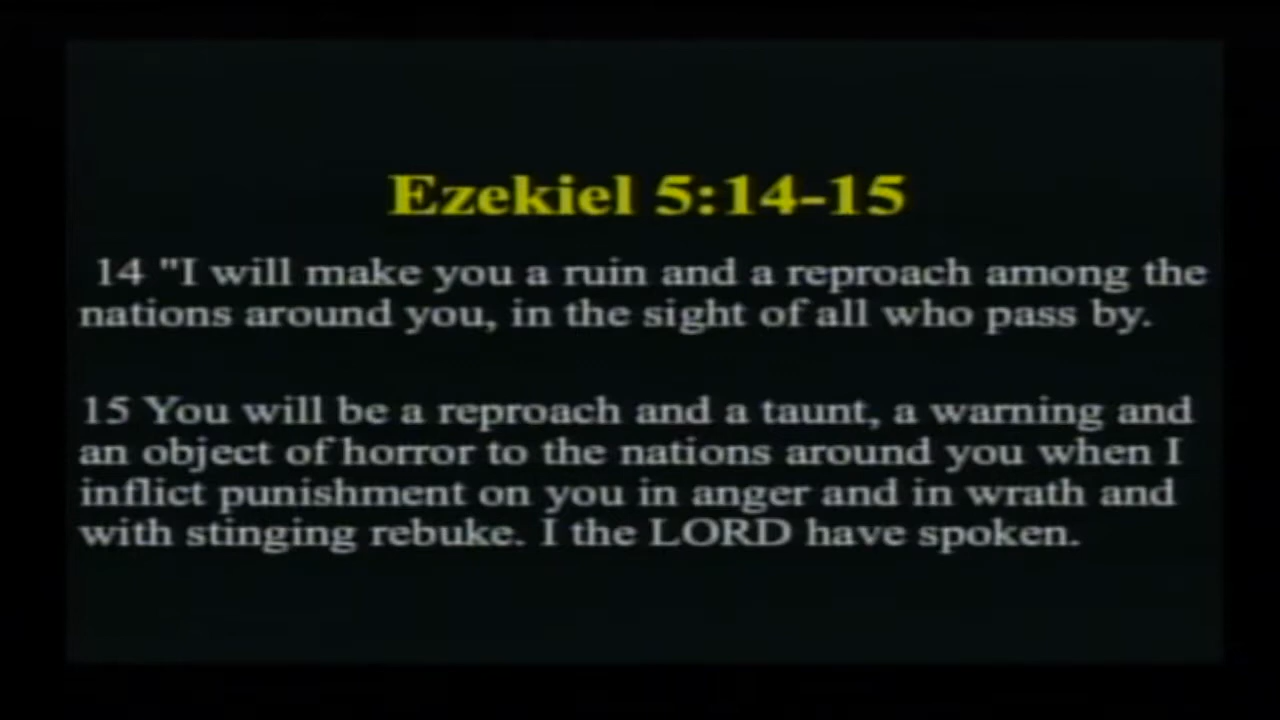 Ezekiel 5:14-15
14 "I will make you a ruin and a reproach among the
nations around you, in the sight of all who pass by.
15 You will be a reproach and a taunt, a warning and
an object of horror to the nations around you when I
inflict punishment on you in anger and in wrath and
with stinging rebuke. I the LORD have spoken.